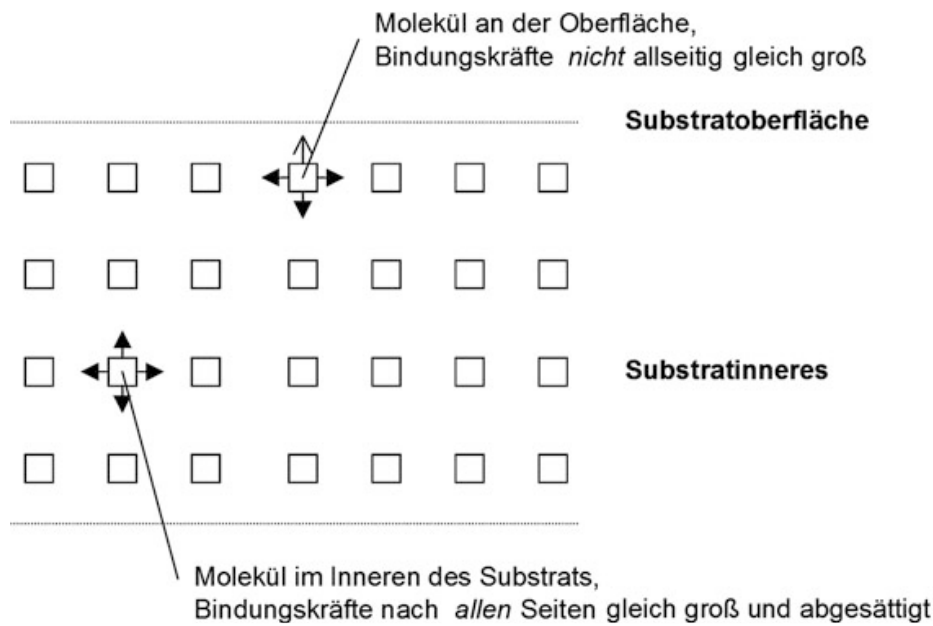 Molekül an der Oberfläche,
Bindungskräfte nicht allseitig gleich groß
Substratoberfläche
Substratinneres
Molekül im Inneren des Substrats,
Bindungskräfte nach allen Seiten gleich groß und abgesättigt